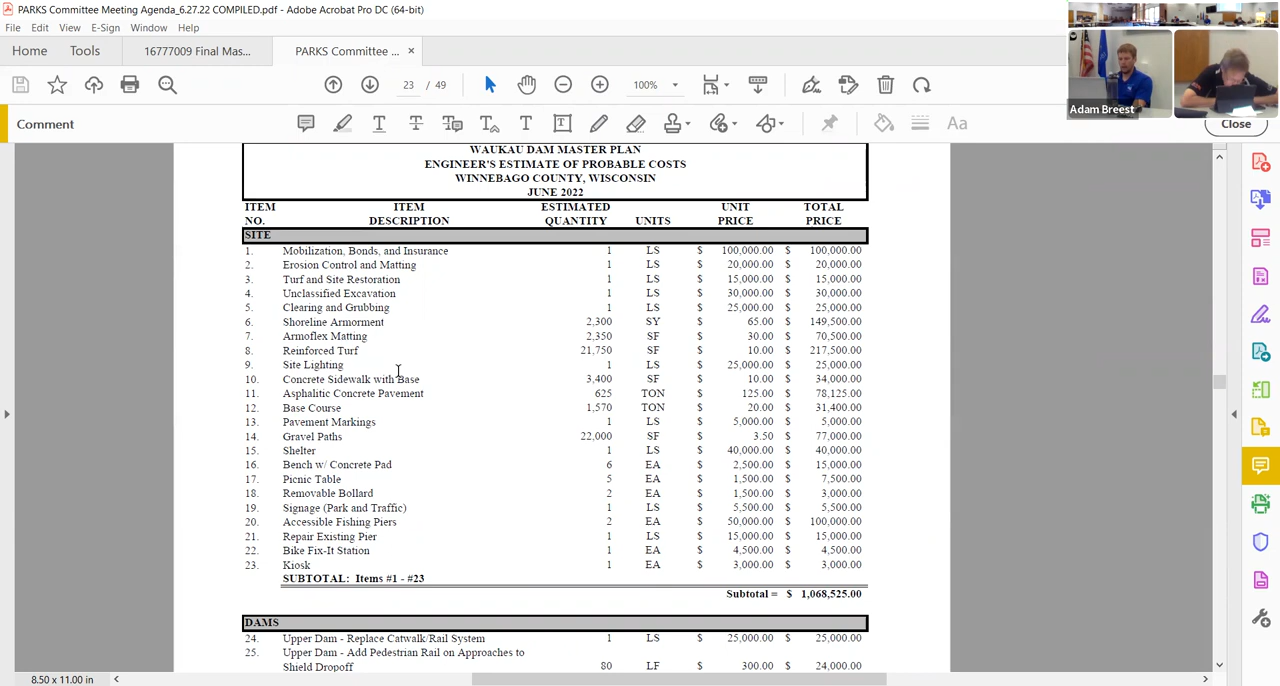 PARKS Committee Meeting Agenda_6.27.22 COMPILED.pdf - Adobe Acrobat Pro DC (64-bit)
File Edit View E-Sign Window Help
Home Tools 16777009 Final Mas... PARKS Committee ... ×
23 / 49 100%
Adam Breest
Comment Aa Close
WAUKAU DAM MASTER PLAN
ENGINEER'S ESTIMATE OF PROBABLE COSTS
WINNEBAGO COUNTY, WISCONSIN
JUNE 2022
ITEM ITEM ESTIMATED UNIT TOTAL
NO. DESCRIPTION QUANTITY UNITS PRICE PRICE
SITE
1. Mobilization, Bonds, and Insurance 1 LS $ 100,000.00 $ 100,000.00
2. Erosion Control and Matting 1 LS $ 20,000.00 $ 20,000.00
3. Turf and Site Restoration 1 LS $ 15,000.00 $ 15,000.00
4. Unclassified Excavation 1 LS $ 30,000.00 $ 30,000.00
5. Clearing and Grubbing 1 LS $ 25,000.00 $ 25,000.00
6. Shoreline Armorment 2,300 SY $ 65.00 $ 149,500.00
7. Armoflex Matting 2,350 SF $ 30.00 $ 70,500.00
8. Reinforced Turf 21,750 SF $ 10.00 $ 217,500.00
9. Site Lighting 1 LS $ 25,000.00 $ 25,000.00
10. Concrete Sidewalk with Base 3,400 SF $ 10.00 $ 34,000.00
11. Asphalitic Concrete Pavement 625 TON $ 125.00 $ 78,125.00
12. Base Course 1,570 TON $ 20.00 $ 31,400.00
13. Pavement Markings 1 LS $ 5,000.00 $ 5,000.00
14. Gravel Paths 22,000 SF $ 3.50 $ 77,000.00
15. Shelter 1 LS $ 40,000.00 $ 40,000.00
16. Bench w/ Concrete Pad 6 EA $ 2,500.00 $ 15,000.00
17. Picnic Table 5 EA $ 1,500.00 $ 7,500.00
18. Removable Bollard 2 EA $ 1,500.00 $ 3,000.00
19. Signage (Park and Traffic) 1 LS $ 5,500.00 $ 5,500.00
20. Accessible Fishing Piers 2 EA $ 50,000.00 $ 100,000.00
21. Repair Existing Pier 1 LS $ 15,000.00 $ 15,000.00
22. Bike Fix-It Station 1 EA $ 4,500.00 $ 4,500.00
23. Kiosk 1 EA $ 3,000.00 $ 3,000.00
SUBTOTAL: Items #1 - #23
Subtotal = $ 1,068,525.00
DAMS
24. Upper Dam - Replace Catwalk/Rail System 1 LS $ 25,000.00 $ 25,000.00
25. Upper Dam - Add Pedestrian Rail on Approaches to
Shield Dropoff 80 LF $ 300.00 $ 24,000.00
8.50 x 11.00 in